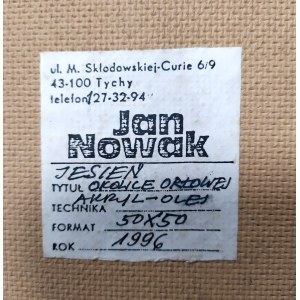 ul. M. Skłodowskiej-Curie 6/9
43-100 Tychy
telefon 127-32-94
Jan
Nowak
JESIEŃ
TYTUŁ OKOLICE ORŁOWEJ
TECHNIKA AKRYL-OLEJ
FORMAT 50X50
ROK 1996